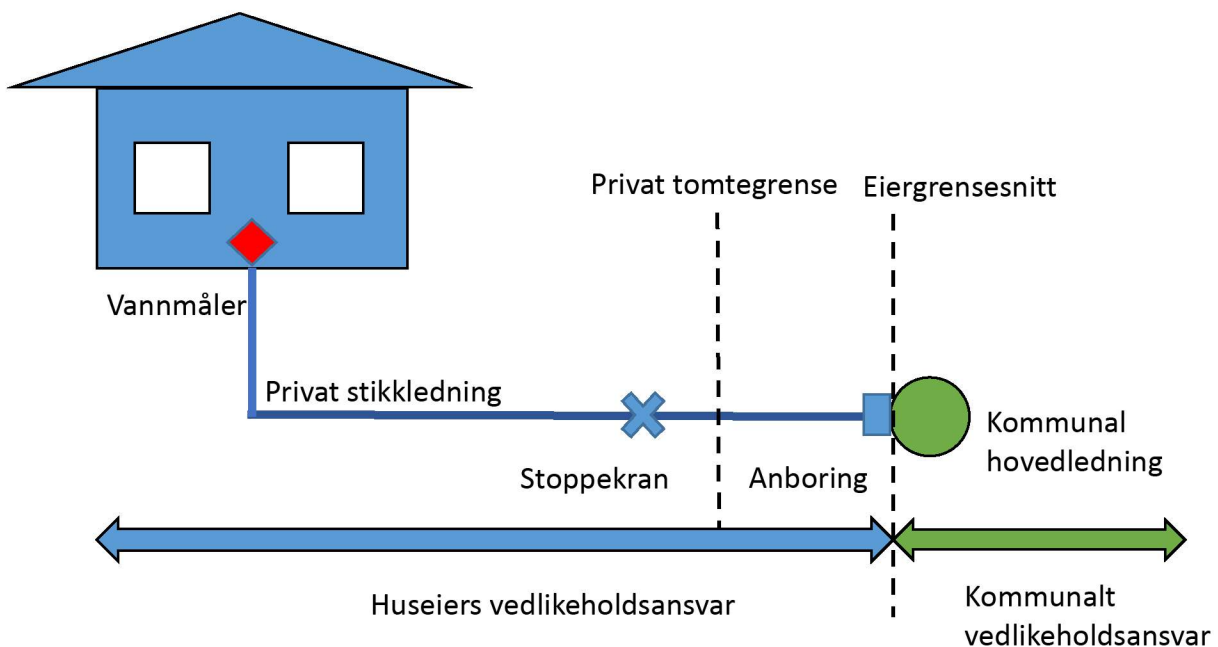 Privat tomtegrense
Eiergrensesnitt
Vannmåler
Privat stikkledning
Kommunal
hovedledning
Stoppekran
Anboring
Huseiers vedlikeholdsansvar
Kommunalt
vedlikeholdsansvar